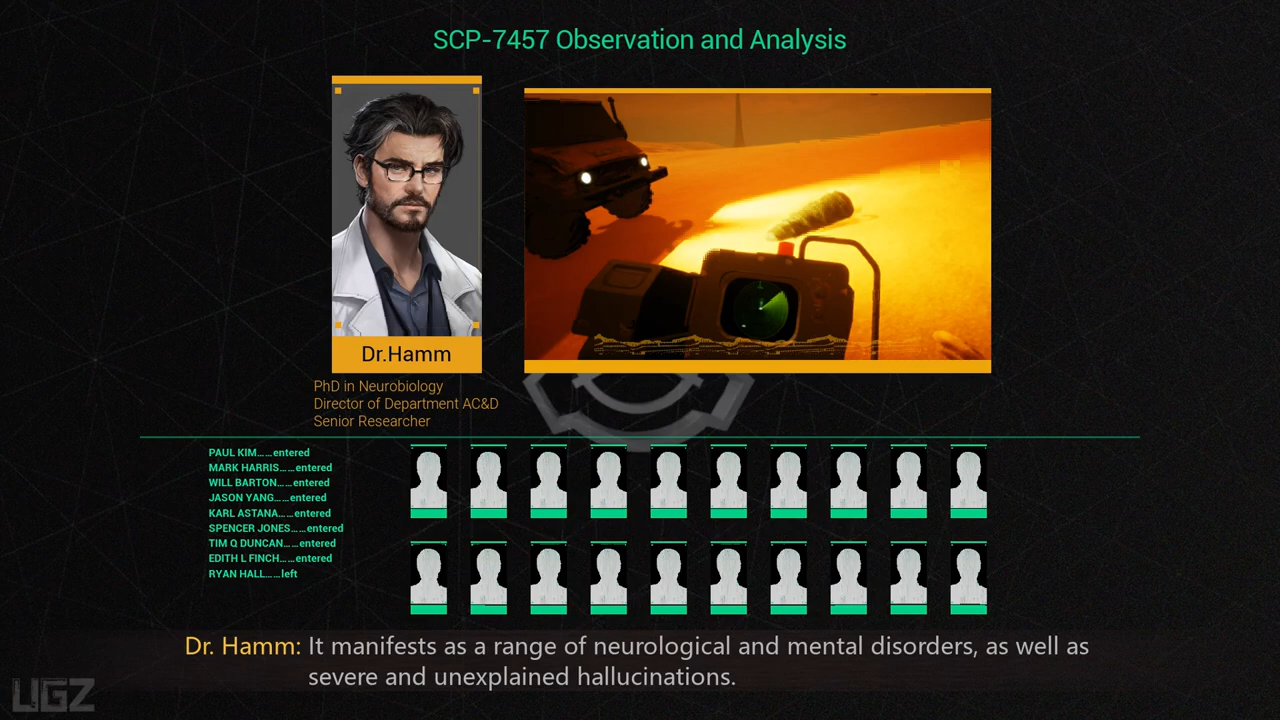 SCP-7457 Observation and Analysis
Dr.Hamm
PhD in Neurobiology
Director of Department AC&D
Senior Researcher
PAUL KIM......entered
MARK HARRIS......entered
WILL BARTON......entered
JASON YANG......entered
KARL ASTANA......entered
SPENCER JONES......entered
TIM Q DUNCAN......entered
EDITH L FINCH......entered
RYAN HALL......left
Dr. Hamm: It manifests as a range of neurological and mental disorders, as well as
severe and unexplained hallucinations.
UGZ